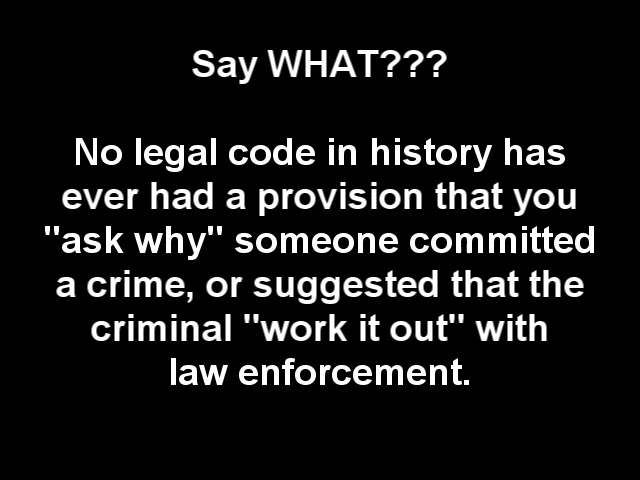 Say WHAT???
No legal code in history has
ever had a provision that you
"ask why" someone committed
a crime, or suggested that the
criminal "work it out" with
law enforcement.